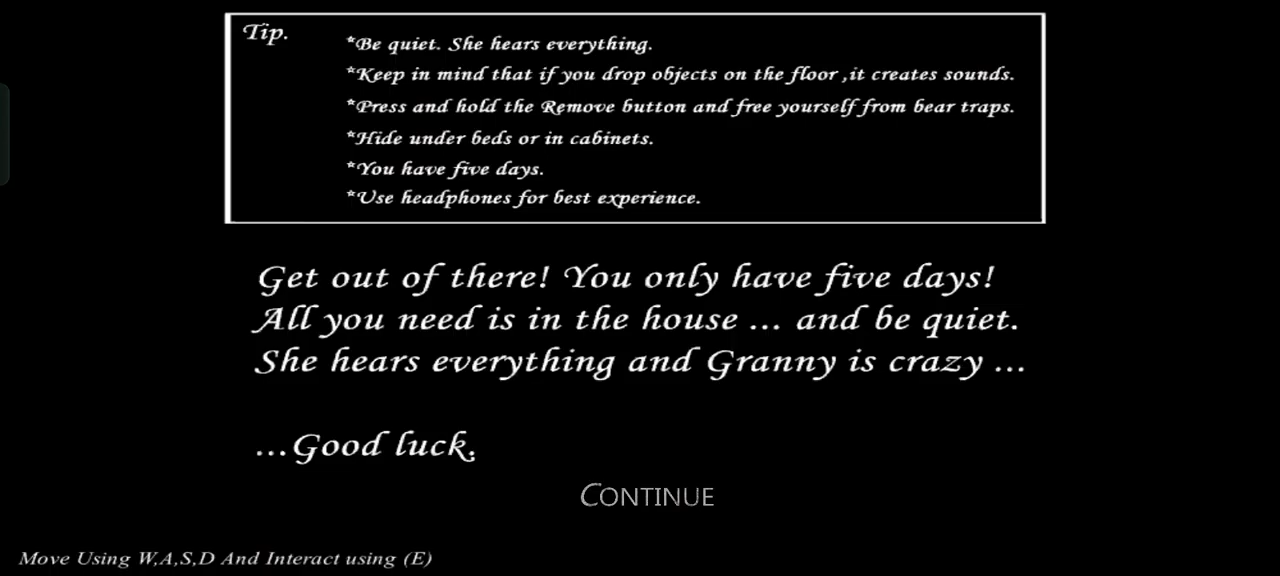 Tip.
*Be quiet. She hears everything.
*Keep in mind that if you drop objects on the floor ,it creates sounds.
*Press and hold the Remove button and free yourself from bear traps.
*Hide under beds or in cabinets.
*You have five days.
*Use headphones for best experience.
Get out of there! You only have five days!
All you need is in the house ... and be quiet.
She hears everything and Granny is crazy ...
...Good luck.
CONTINUE
Move Using W,A,S,D And Interact using (E)